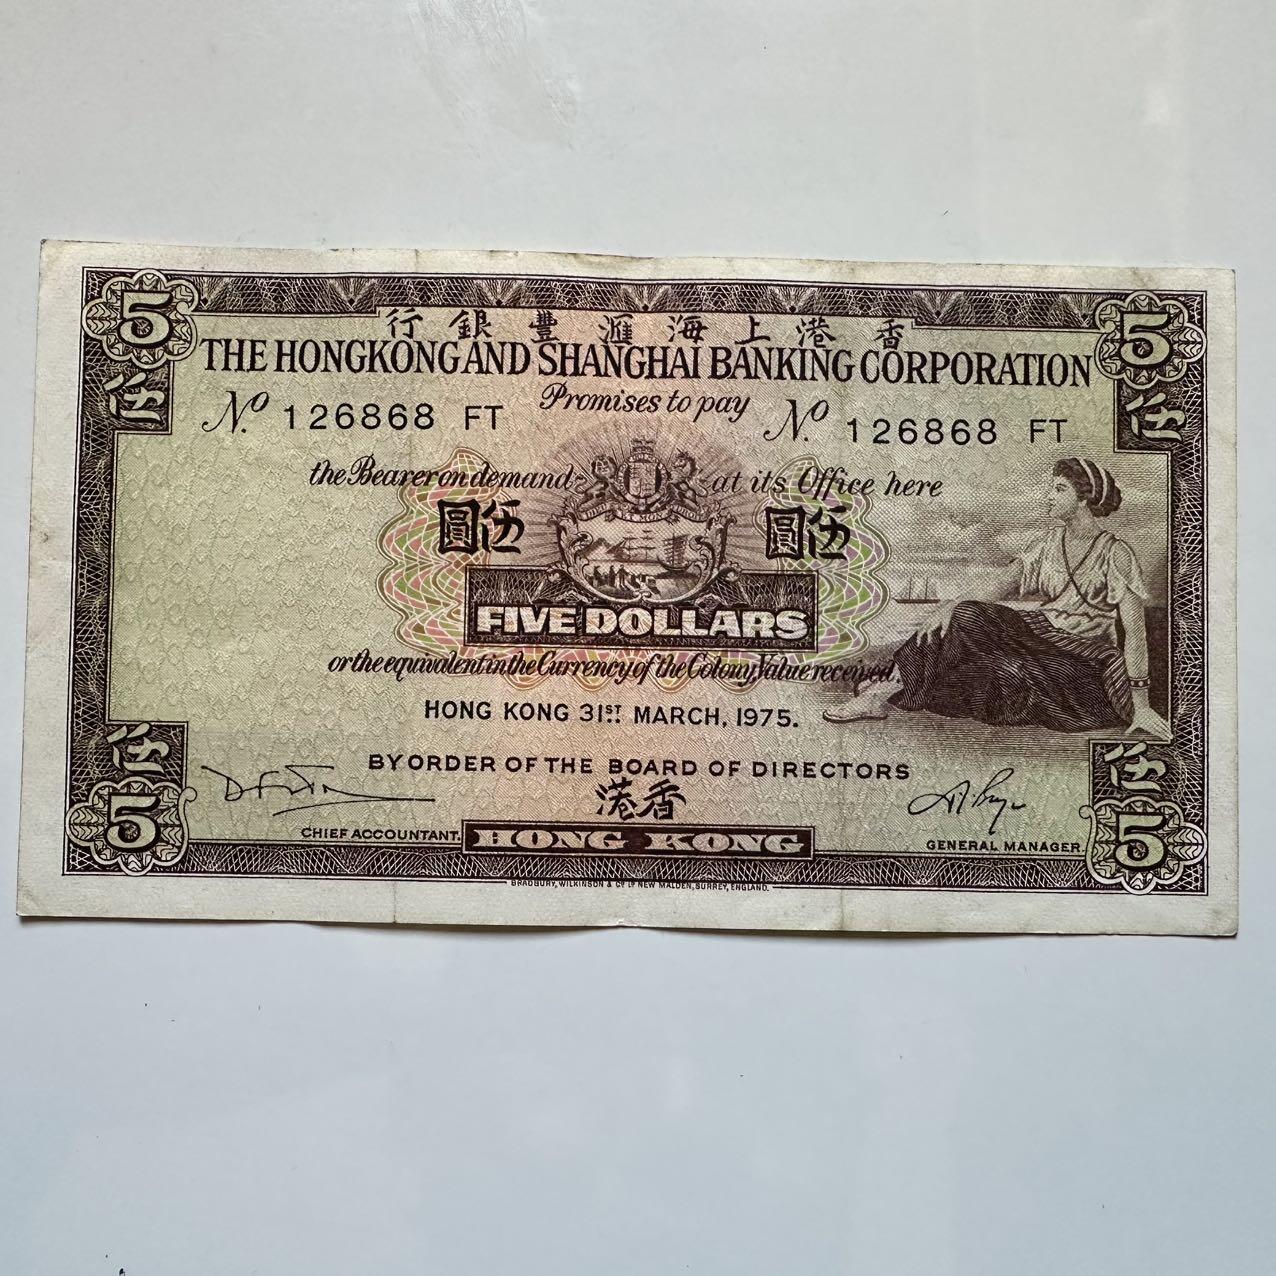 5 5
伍 伍
行銀豐滙海上港香
THE HONGKONG AND SHANGHAI BANKING CORPORATION
Promises to pay
Nº 126868 FT Nº 126868 FT
the Bearer on demand at its Office here
圓伍 圓伍
FIVE DOLLARS
or the equivalent in the Currency of the Colony, Value received.
HONG KONG 31ST MARCH, 1975.
BY ORDER OF THE BOARD OF DIRECTORS
港香
CHIEF ACCOUNTANT. HONG KONG GENERAL MANAGER.
伍 伍
5 5
BRADBURY, WILKINSON & Cº Lº NEW MALDEN, SURREY, ENGLAND.